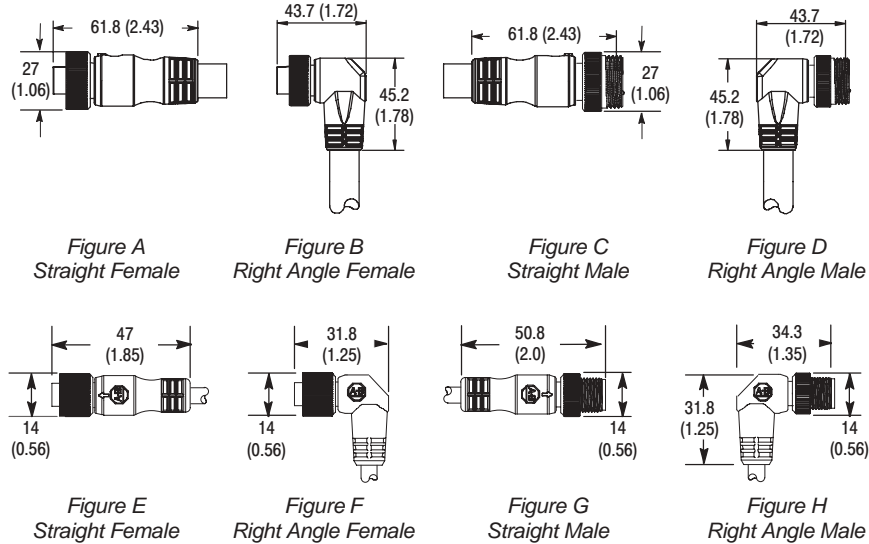 61.8 (2.43)
27
(1.06)
Figure A
Straight Female
43.7 (1.72)
45.2
(1.78)
Figure B
Right Angle Female
61.8 (2.43)
27
(1.06)
Figure C
Straight Male
43.7
(1.72)
45.2
(1.78)
Figure D
Right Angle Male
47
(1.85)
14
(0.56)
Figure E
Straight Female
31.8
(1.25)
14
(0.56)
Figure F
Right Angle Female
50.8
(2.0)
14
(0.56)
Figure G
Straight Male
34.3
(1.35)
31.8
(1.25)
14
(0.56)
Figure H
Right Angle Male